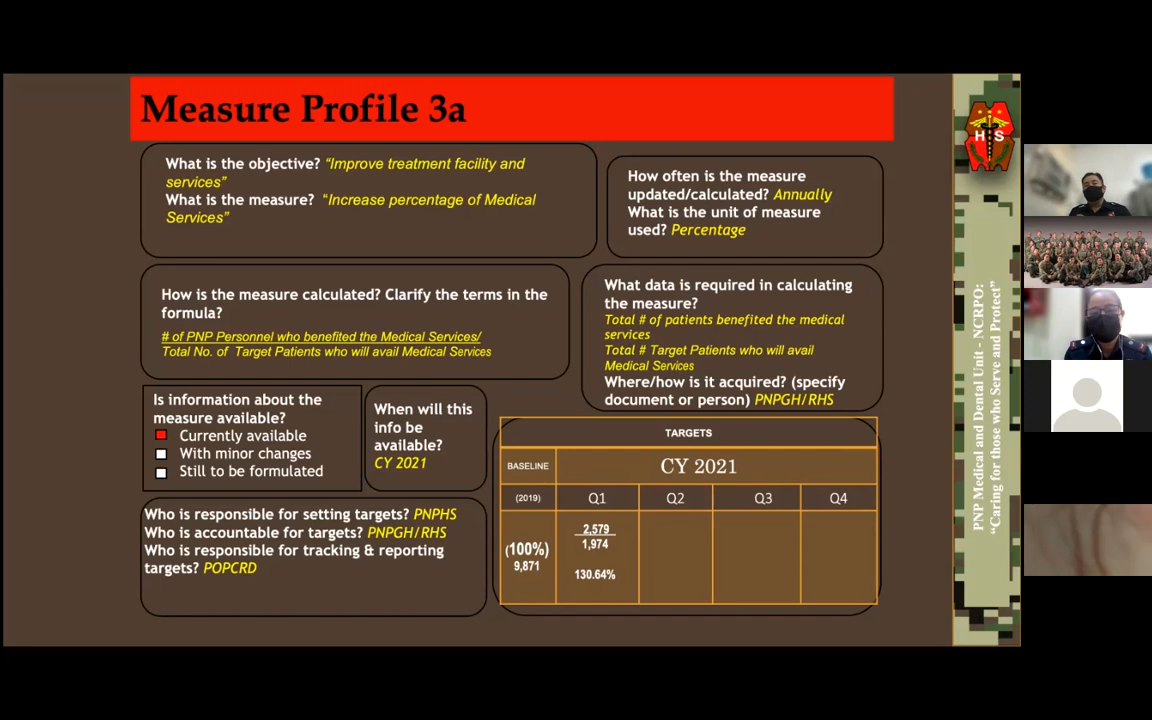 Measure Profile 3a
What is the objective? “Improve treatment facility and
services”
What is the measure? “Increase percentage of Medical
Services”
How often is the measure
updated/calculated? Annually
What is the unit of measure
used? Percentage
How is the measure calculated? Clarify the terms in the
formula?
# of PNP Personnel who benefited the Medical Services/
Total No. of Target Patients who will avail Medical Services
What data is required in calculating
the measure?
Total # of patients benefited the medical
services
Total # Target Patients who will avail
Medical Services
Where/how is it acquired? (specify
document or person) PNPGH/RHS
Is information about the
measure available?
Currently available
With minor changes
Still to be formulated
When will this
info be
available?
CY 2021
Who is responsible for setting targets? PNPHS
Who is accountable for targets? PNPGH/RHS
Who is responsible for tracking & reporting
targets? POPCRD
TARGETS
BASELINE CY 2021
(2019) Q1 Q2 Q3 Q4
(100%)
9,871
2,579
1,974
130.64%
H S
PNP Medical and Dental Unit - NCRPO:
“Caring for those who Serve and Protect”